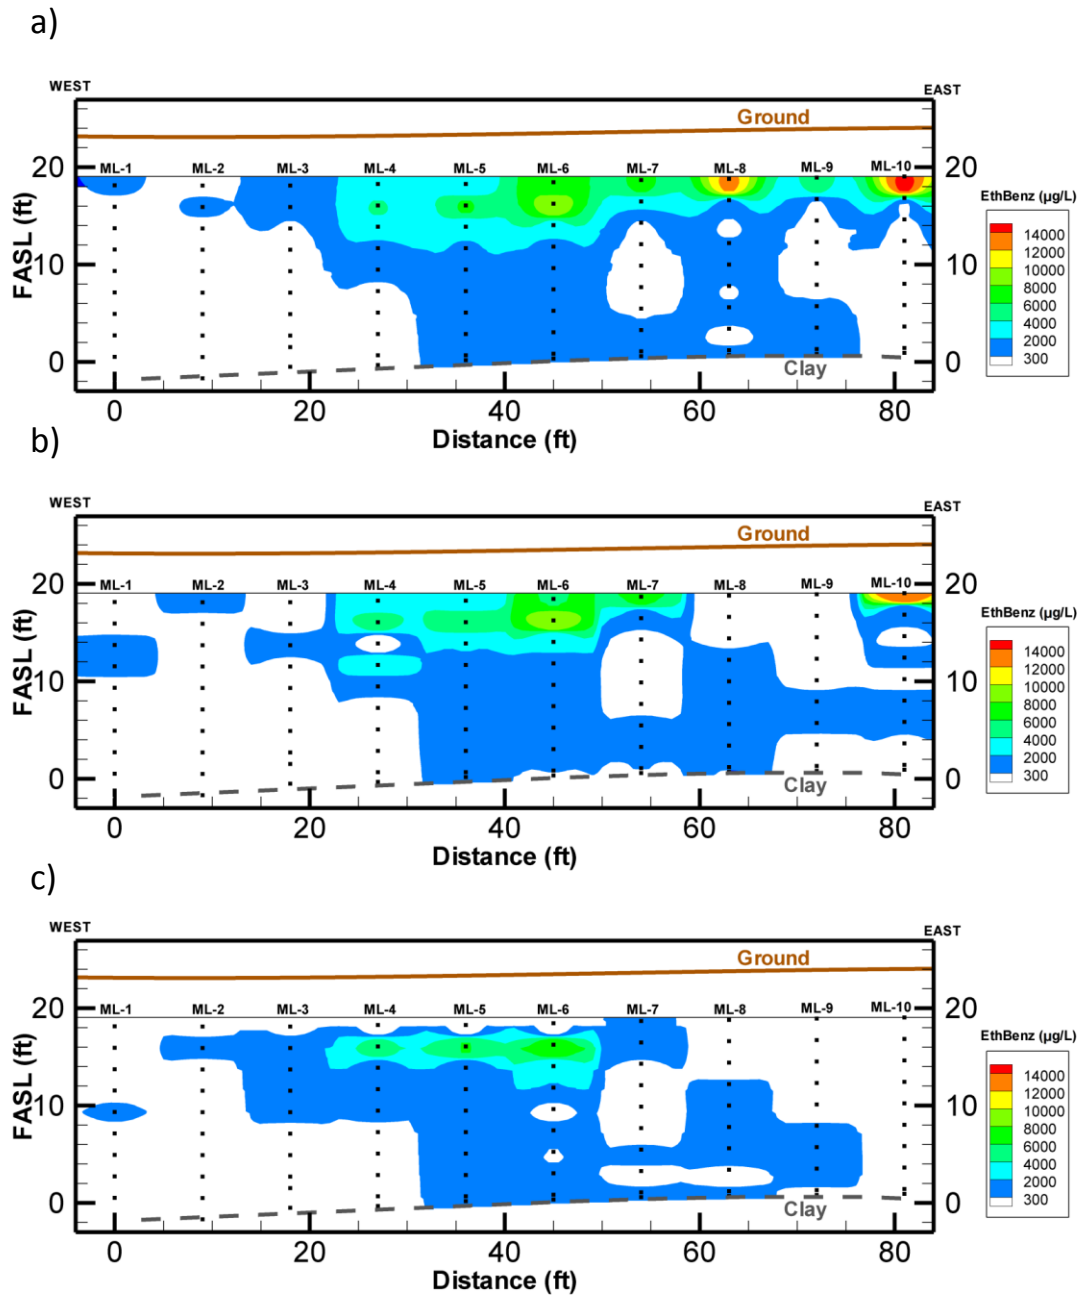 a)
WEST
EAST
Ground
ML-1 ML-2 ML-3 ML-4 ML-5 ML-6 ML-7 ML-8 ML-9 ML-10
20 10 0
FASL (ft)
20 10 0
EthBenz (µg/L)
14000
12000
10000
8000
6000
4000
2000
300
Clay
0 20 40 60 80
Distance (ft)
b)
WEST
EAST
Ground
ML-1 ML-2 ML-3 ML-4 ML-5 ML-6 ML-7 ML-8 ML-9 ML-10
20 10 0
FASL (ft)
20 10 0
EthBenz (µg/L)
14000
12000
10000
8000
6000
4000
2000
300
Clay
0 20 40 60 80
Distance (ft)
c)
WEST
EAST
Ground
ML-1 ML-2 ML-3 ML-4 ML-5 ML-6 ML-7 ML-8 ML-9 ML-10
20 10 0
FASL (ft)
20 10 0
EthBenz (µg/L)
14000
12000
10000
8000
6000
4000
2000
300
Clay
0 20 40 60 80
Distance (ft)